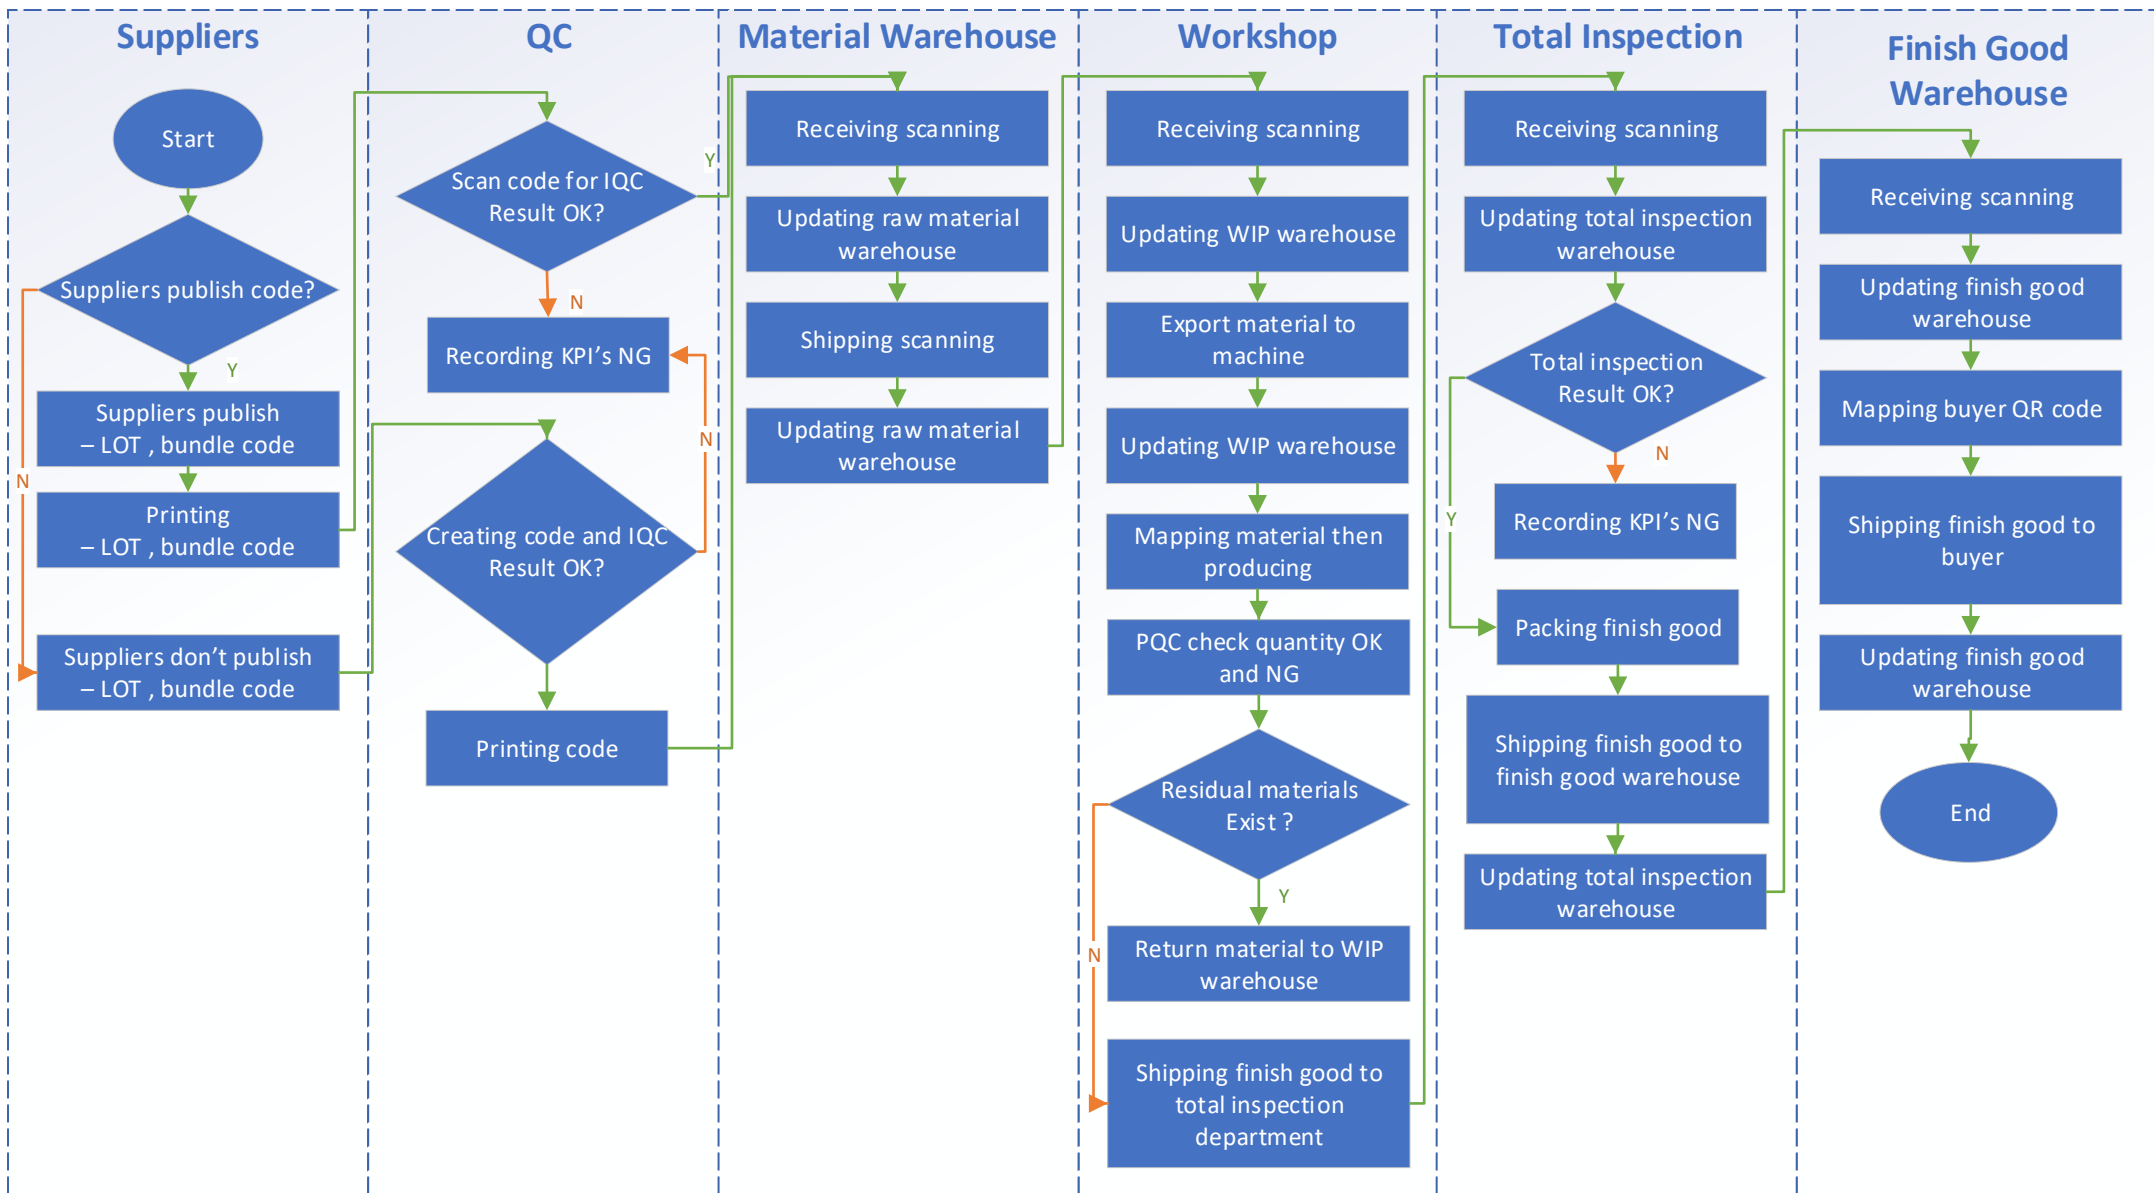 Suppliers
Start
Suppliers publish code?
Y
N
Suppliers publish
– LOT , bundle code
Printing
– LOT , bundle code
Suppliers don’t publish
– LOT , bundle code
QC
Scan code for IQC
Result OK?
Y
N
Recording KPI’s NG
N
Creating code and IQC
Result OK?
Printing code
Material Warehouse
Receiving scanning
Updating raw material
warehouse
Shipping scanning
Updating raw material
warehouse
Workshop
Receiving scanning
Updating WIP warehouse
Export material to
machine
Updating WIP warehouse
Mapping material then
producing
PQC check quantity OK
and NG
Residual materials
Exist ?
Y
N
Return material to WIP
warehouse
Shipping finish good to
total inspection
department
Total Inspection
Receiving scanning
Updating total inspection
warehouse
Total inspection
Result OK?
N
Y
Recording KPI’s NG
Packing finish good
Shipping finish good to
finish good warehouse
Updating total inspection
warehouse
Finish Good
Warehouse
Receiving scanning
Updating finish good
warehouse
Mapping buyer QR code
Shipping finish good to
buyer
Updating finish good
warehouse
End